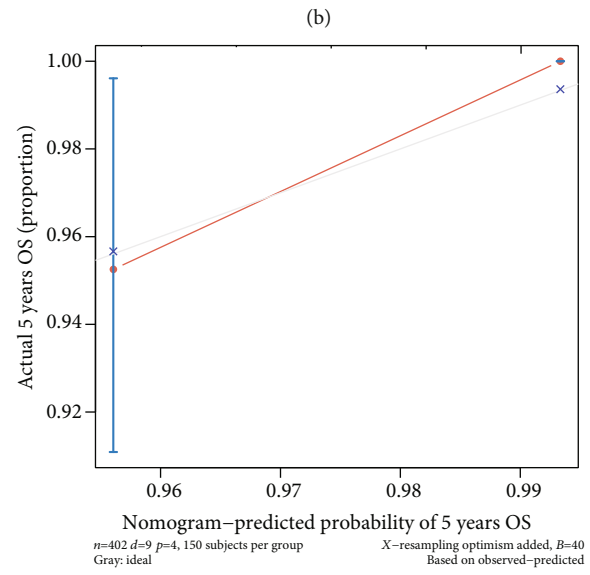 (b)
1.00
0.98
0.96
0.94
0.92
Actual 5 years OS (proportion)
0.96 0.97 0.98 0.99
Nomogram−predicted probability of 5 years OS
n=402 d=9 p=4, 150 subjects per group
Gray: ideal
X−resampling optimism added, B=40
Based on observed−predicted